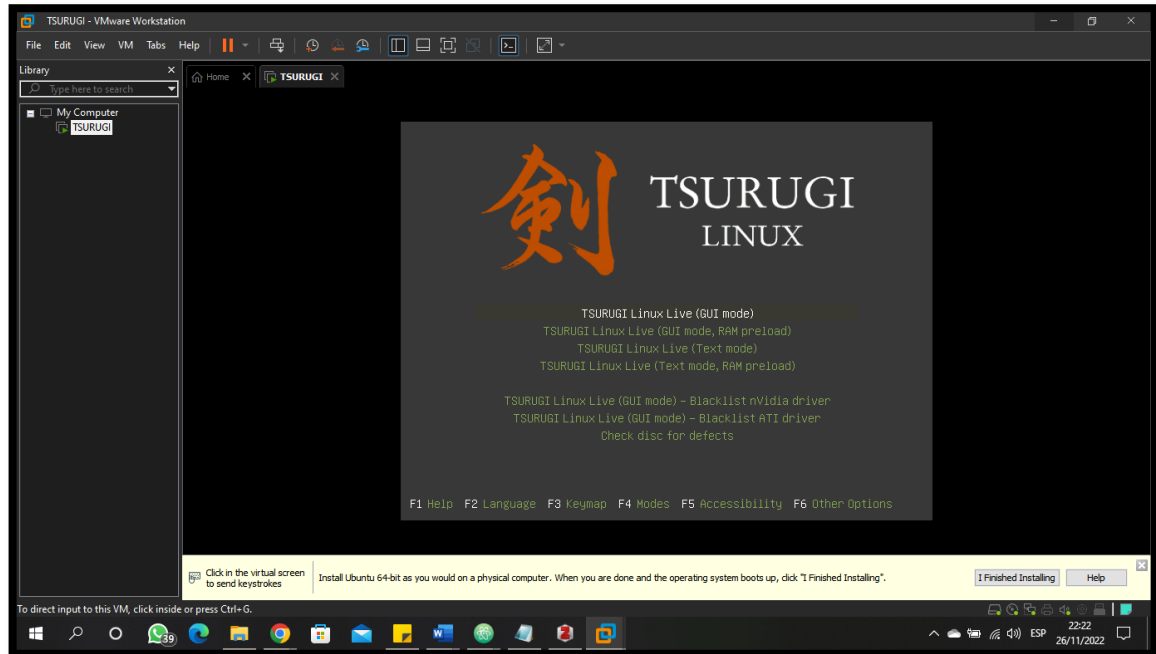 TSURUGI - VMware Workstation
File Edit View VM Tabs Help
Library
Home
TSURUGI
Type here to search
My Computer
TSURUGI
剣
TSURUGI
LINUX
TSURUGI Linux Live (GUI mode)
TSURUGI Linux Live (GUI mode, RAM preload)
TSURUGI Linux Live (Text mode)
TSURUGI Linux Live (Text mode, RAM preload)
TSURUGI Linux Live (GUI mode) - Blacklist nVidia driver
TSURUGI Linux Live (GUI mode) - Blacklist ATI driver
Check disc for defects
F1 Help F2 Language F3 Keymap F4 Modes F5 Accessibility F6 Other Options
Click in the virtual screen
to send keystrokes
Install Ubuntu 64-bit as you would on a physical computer. When you are done and the operating system boots up, click "I Finished Installing".
I Finished Installing
Help
To direct input to this VM, click inside or press Ctrl+G.
39
ESP
22:22
26/11/2022